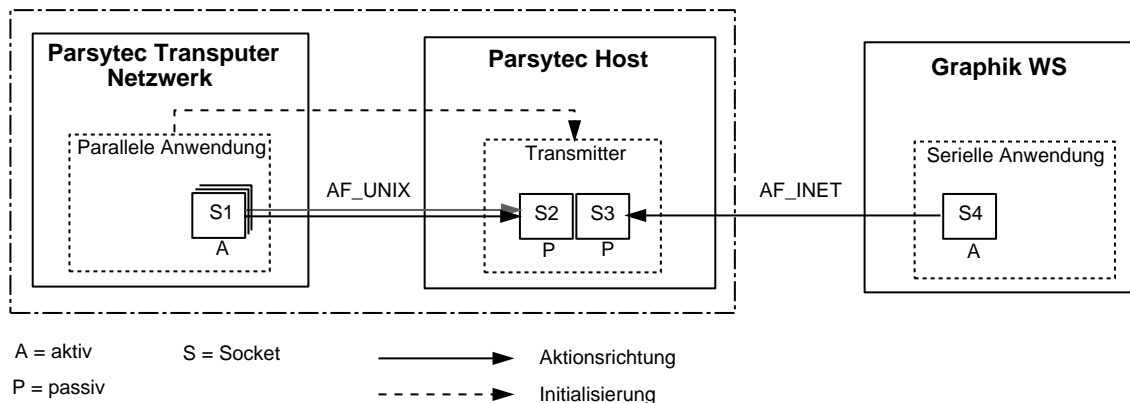 Parsytec Transputer
Netzwerk
Parsytec Host
Graphik WS
Parallele Anwendung
Transmitter
Serielle Anwendung
AF_UNIX
AF_INET
S1
S2
S3
S4
A
P
P
A
A = aktiv
S = Socket
Aktionsrichtung
P = passiv
Initialisierung